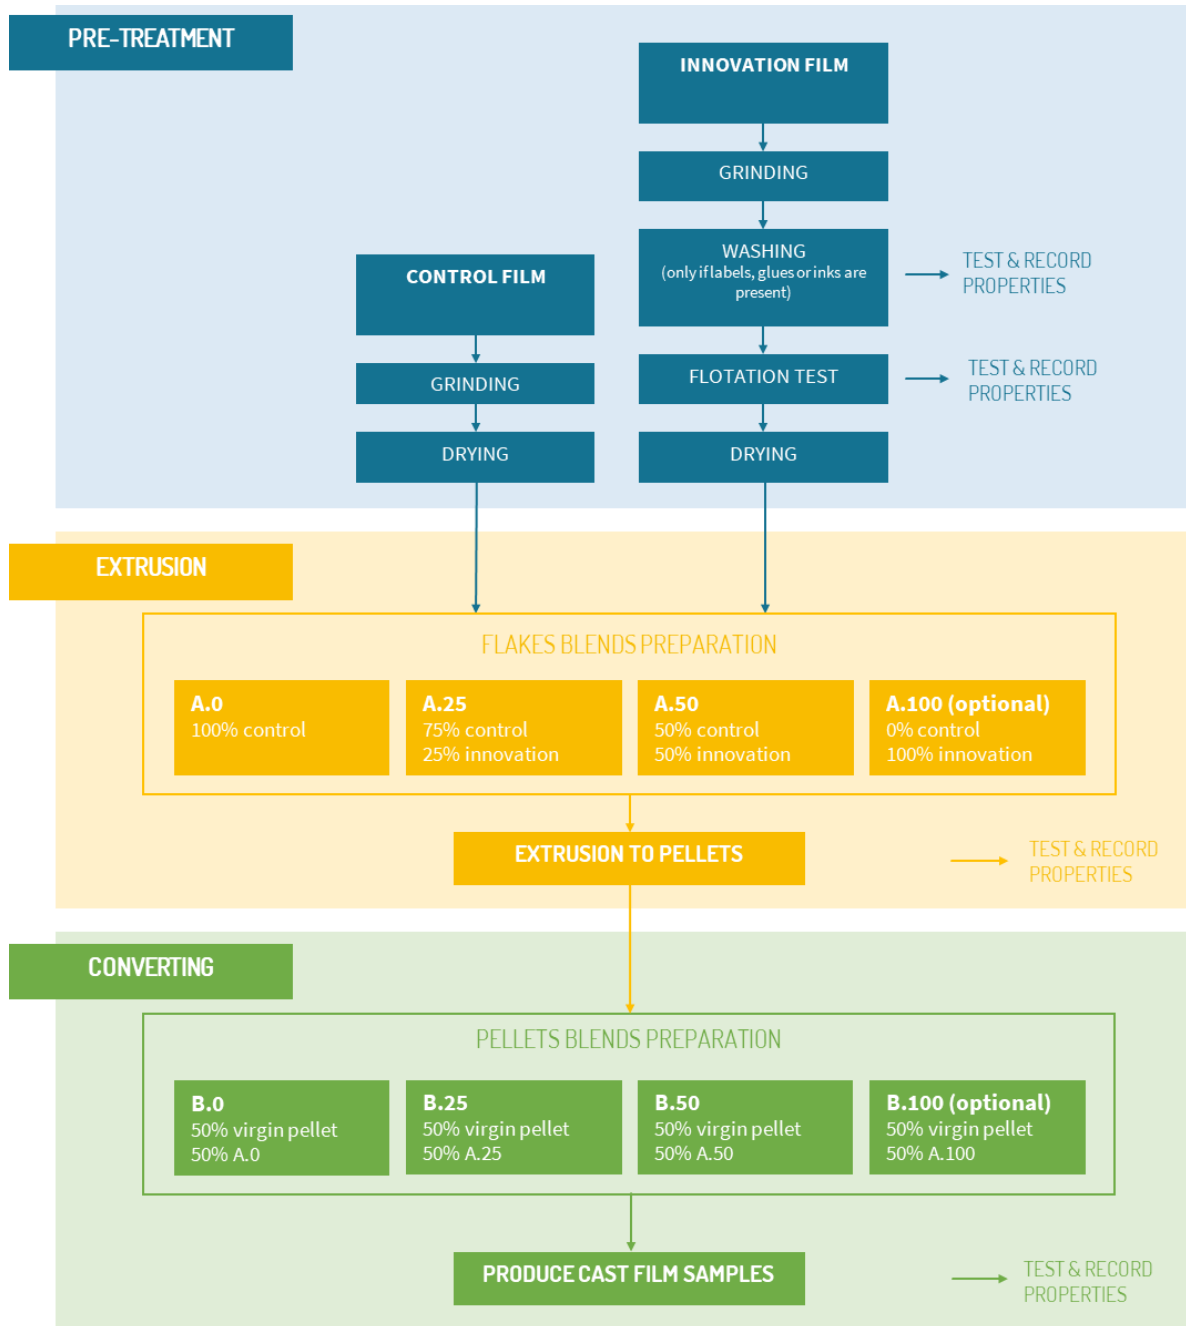 PRE-TREATMENT
INNOVATION FILM
GRINDING
WASHING
(only if labels, glues or inks are
present)
TEST & RECORD
PROPERTIES
CONTROL FILM
GRINDING
FLOTATION TEST
TEST & RECORD
PROPERTIES
DRYING
DRYING
EXTRUSION
FLAKES BLENDS PREPARATION
A.0
100% control
A.25
75% control
25% innovation
A.50
50% control
50% innovation
A.100 (optional)
0% control
100% innovation
EXTRUSION TO PELLETS
TEST & RECORD
PROPERTIES
CONVERTING
PELLETS BLENDS PREPARATION
B.0
50% virgin pellet
50% A.0
B.25
50% virgin pellet
50% A.25
B.50
50% virgin pellet
50% A.50
B.100 (optional)
50% virgin pellet
50% A.100
PRODUCE CAST FILM SAMPLES
TEST & RECORD
PROPERTIES